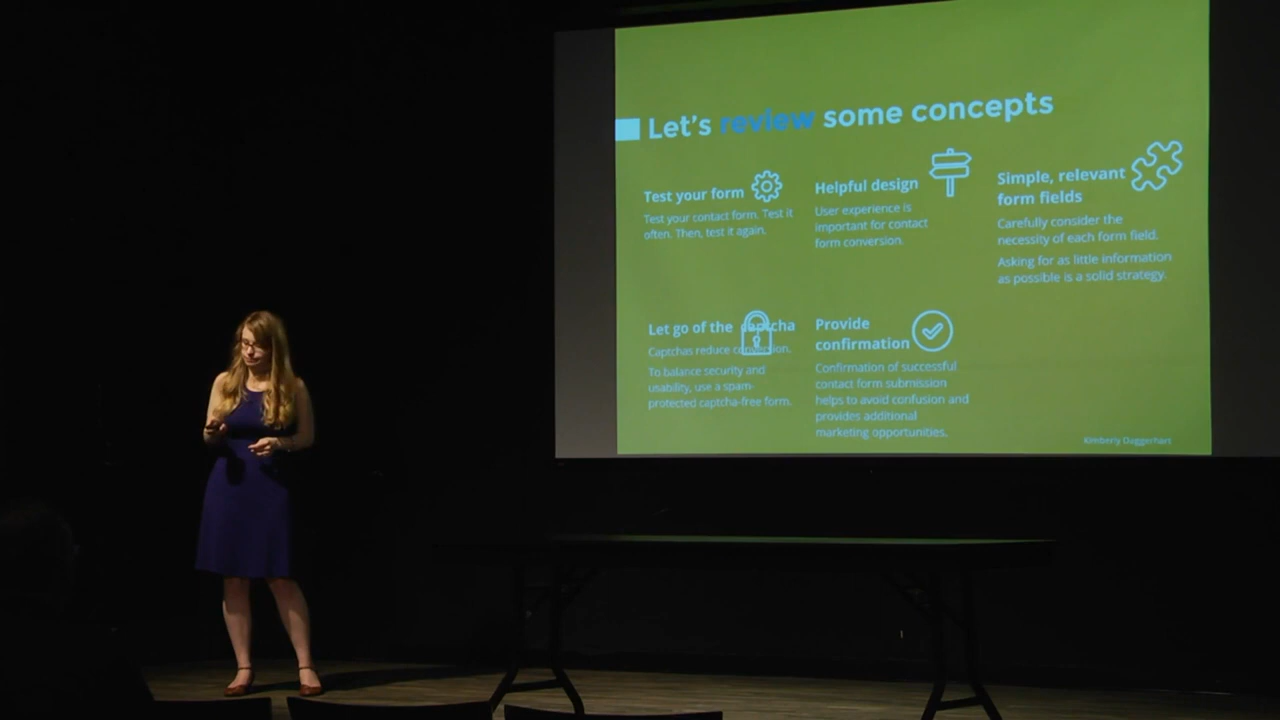 Let's review some concepts
Test your form
Test your contact form. Test it
often. Then, test it again.
Helpful design
User experience is
important for contact
form conversion.
Simple, relevant
form fields
Carefully consider the
necessity of each form field.
Asking for as little information
as possible is a solid strategy.
Let go of the captcha
Captchas reduce conversion.
To balance security and
usability, use a spam-
protected captcha-free form.
Provide
confirmation
Confirmation of successful
contact form submission
helps to avoid confusion and
provides additional
marketing opportunities.
Kimberly Daggerhart